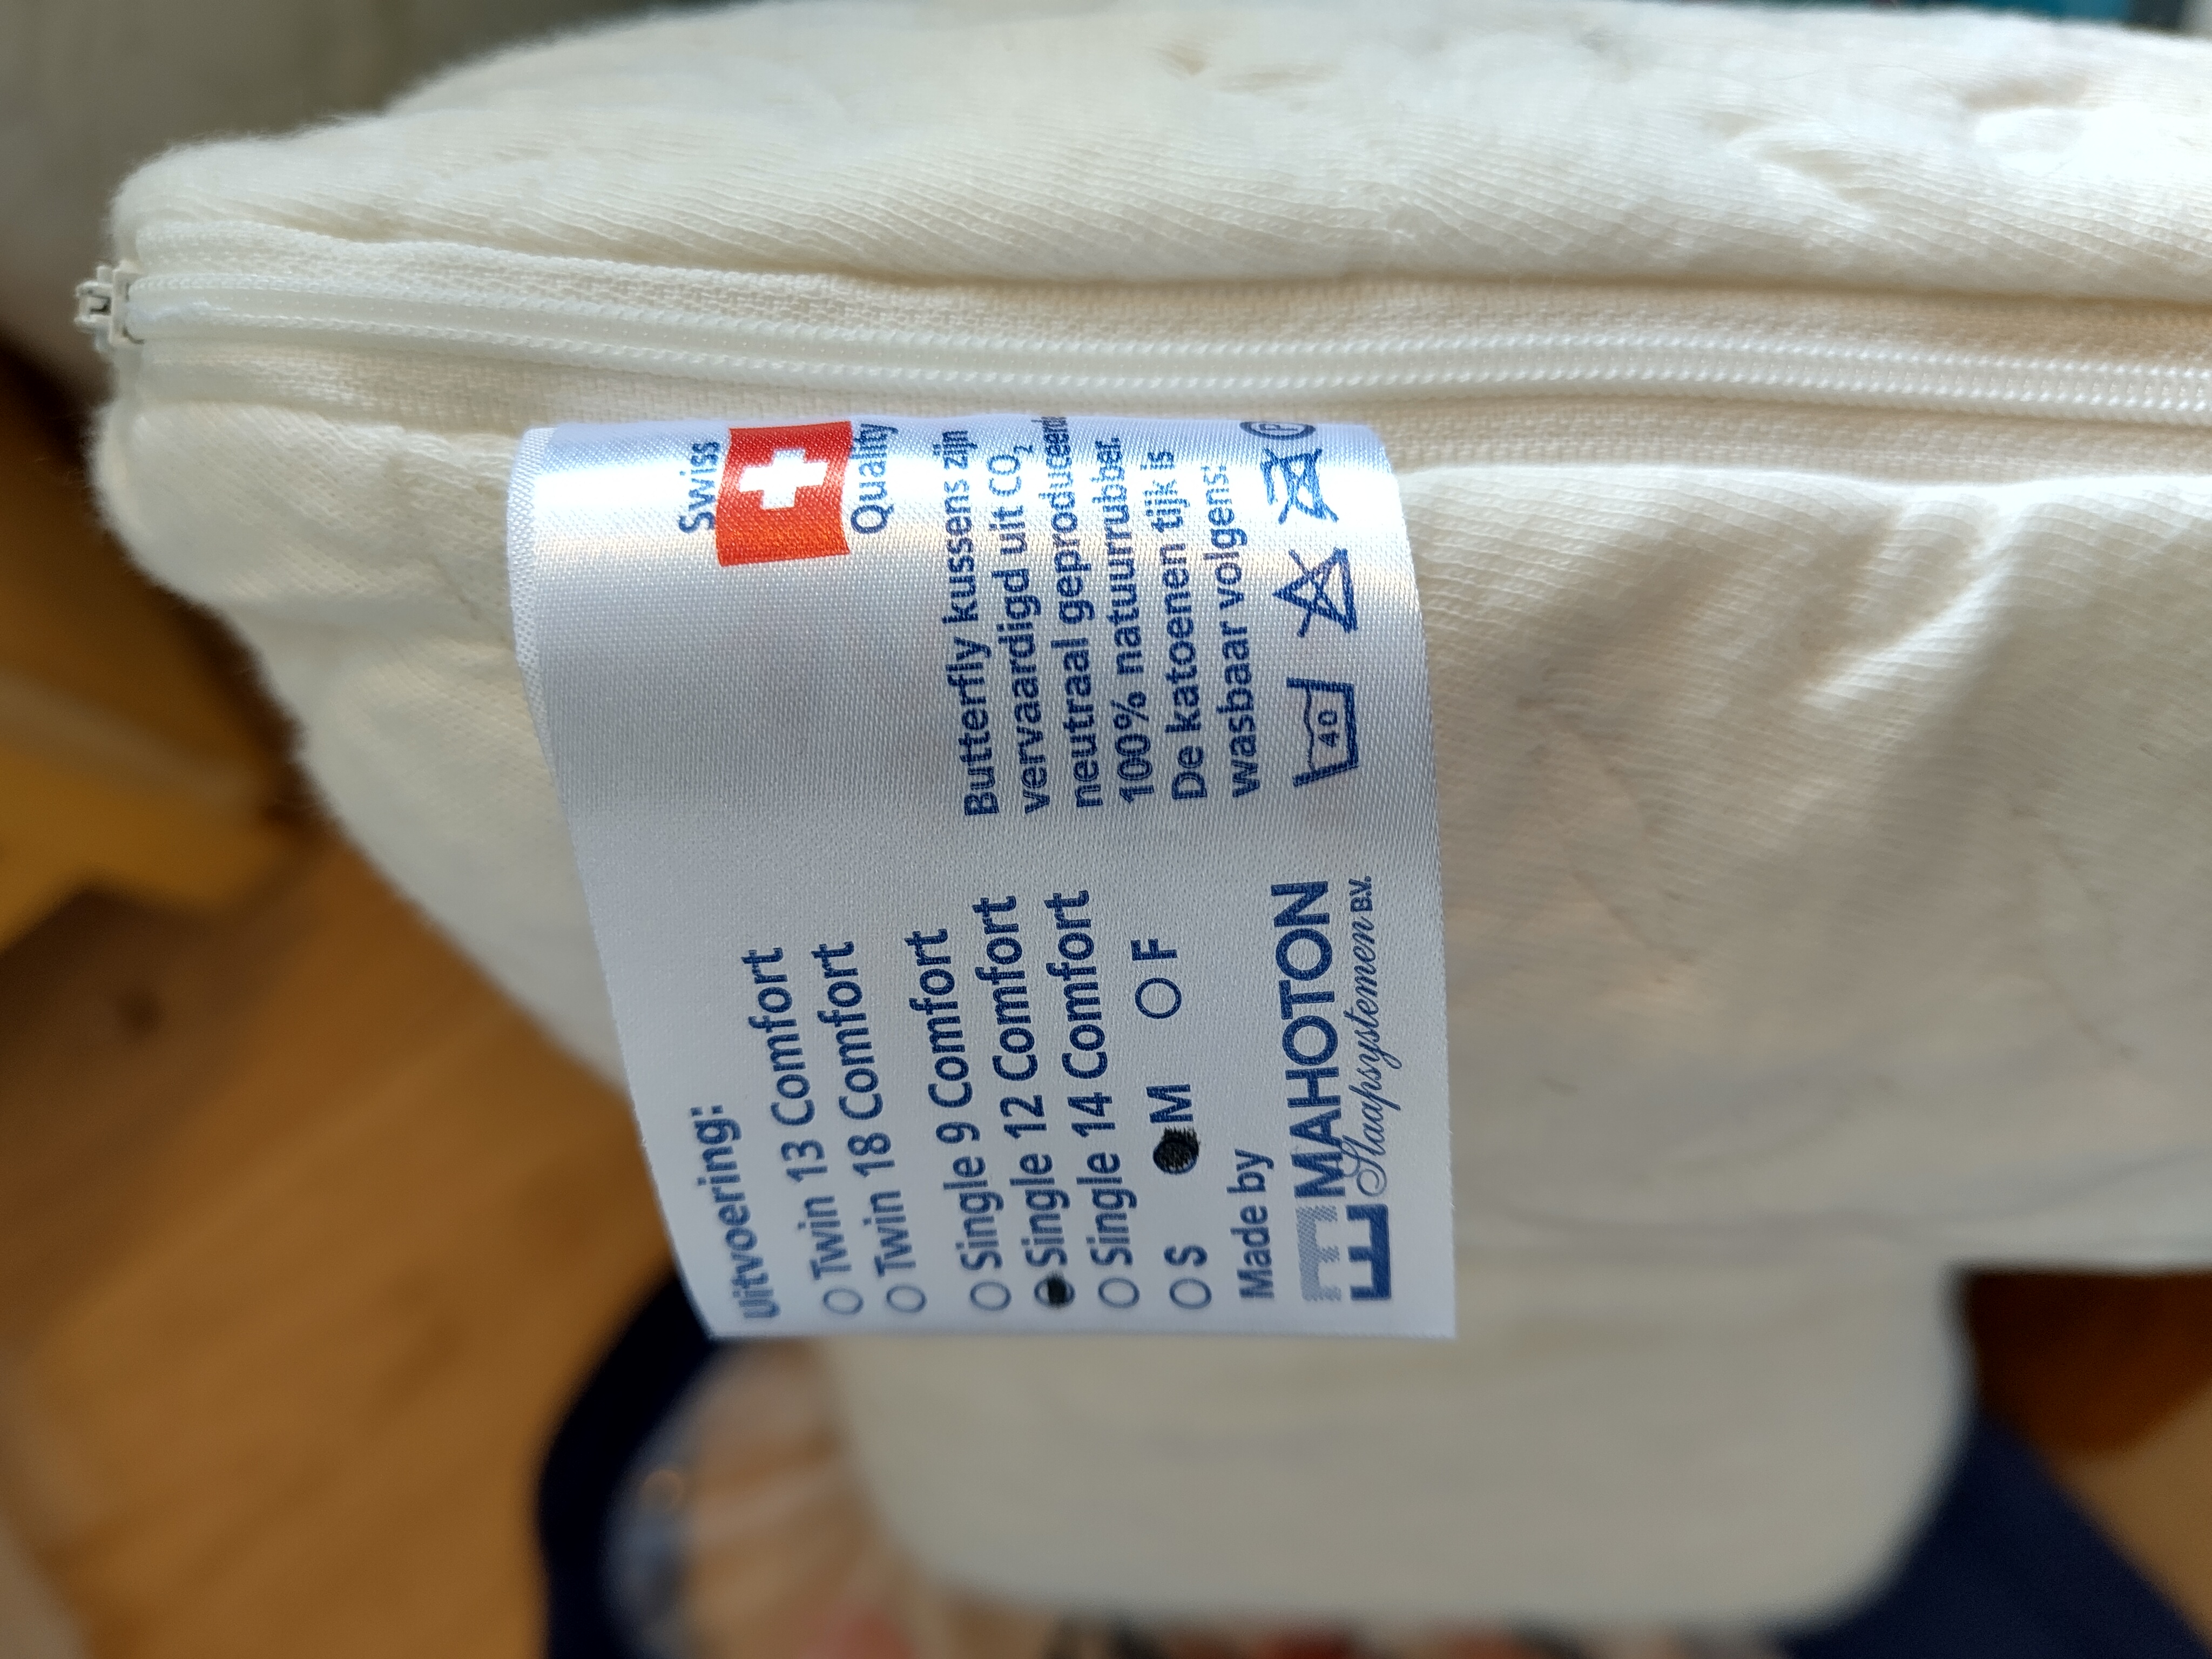 Uitvoering:
Twin 13 Comfort
Twin 18 Comfort
Single 9 Comfort
Single 12 Comfort
Single 14 Comfort
S M F
Made by
MAHOTON
Slaapsystemen B.V.
Swiss
Quality
Butterfly kussens zijn
vervaardigd uit CO₂
neutraal geproduceerd
100% natuurrubber.
De katoenen tijk is
wasbaar volgens:
40 P